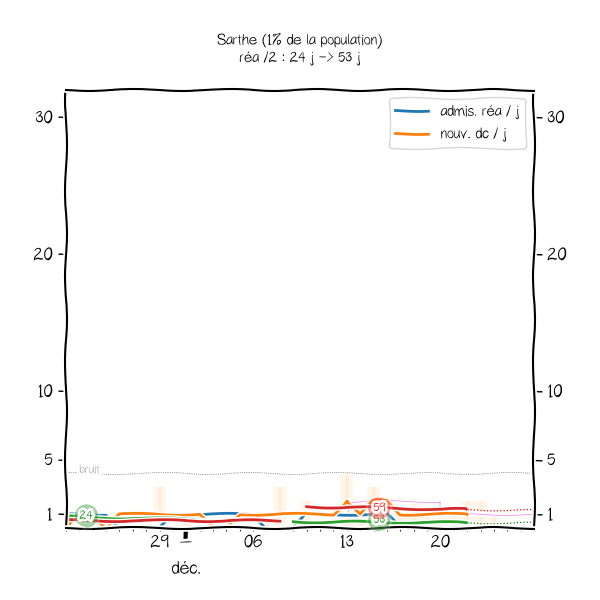 Sarthe (1% de la population)
réa /2 : 24 j -> 53 j
admis. réa / j
nouv. dc / j
30
30
20
20
10
10
5
5
bruit
1
24
59
53
1
29
06
13
20
déc.